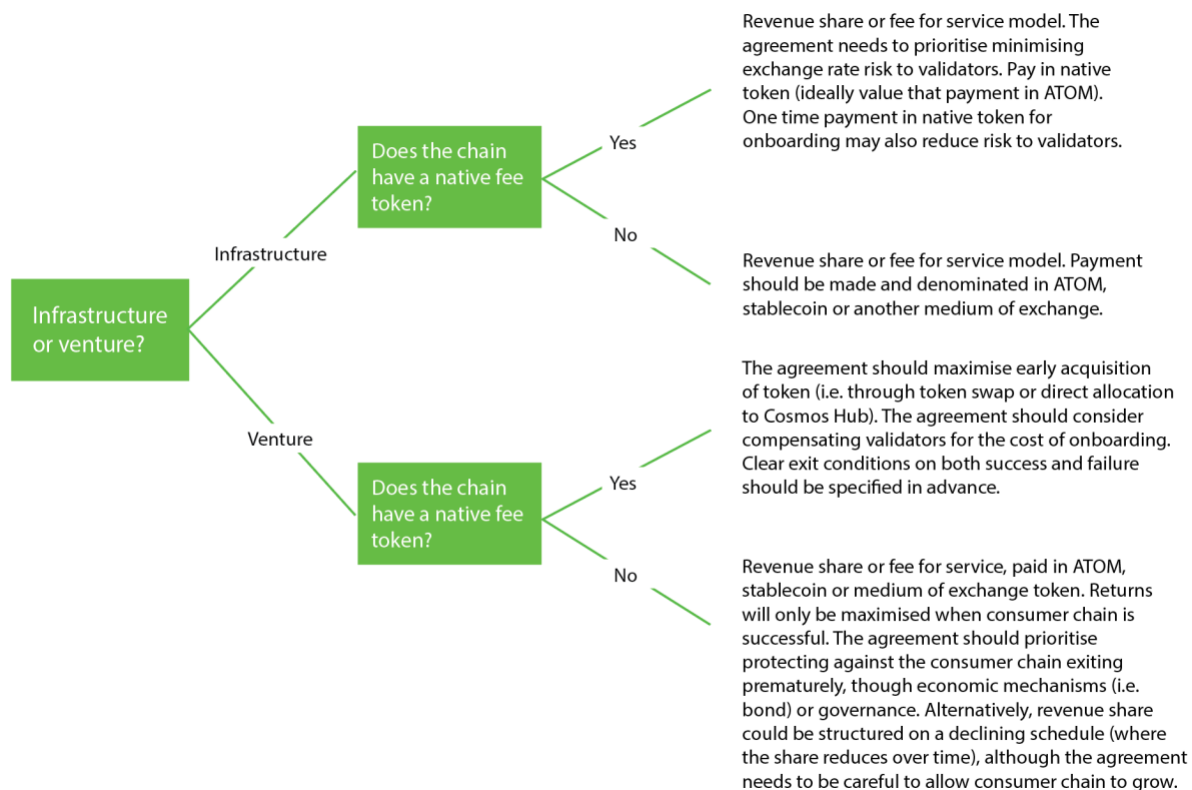 Infrastructure
or venture?
Infrastructure
Venture
Does the chain
have a native fee
token?
Yes
No
Revenue share or fee for service model. The
agreement needs to prioritise minimising
exchange rate risk to validators. Pay in native
token (ideally value that payment in ATOM).
One time payment in native token for
onboarding may also reduce risk to validators.
Revenue share or fee for service model. Payment
should be made and denominated in ATOM,
stablecoin or another medium of exchange.
Does the chain
have a native fee
token?
Yes
No
The agreement should maximise early acquisition
of token (i.e. through token swap or direct allocation
to Cosmos Hub). The agreement should consider
compensating validators for the cost of onboarding.
Clear exit conditions on both success and failure
should be specified in advance.
Revenue share or fee for service, paid in ATOM,
stablecoin or medium of exchange token. Returns
will only be maximised when consumer chain is
successful. The agreement should prioritise
protecting against the consumer chain exiting
prematurely, though economic mechanisms (i.e.
bond) or governance. Alternatively, revenue share
could be structured on a declining schedule (where
the share reduces over time), although the agreement
needs to be careful to allow consumer chain to grow.